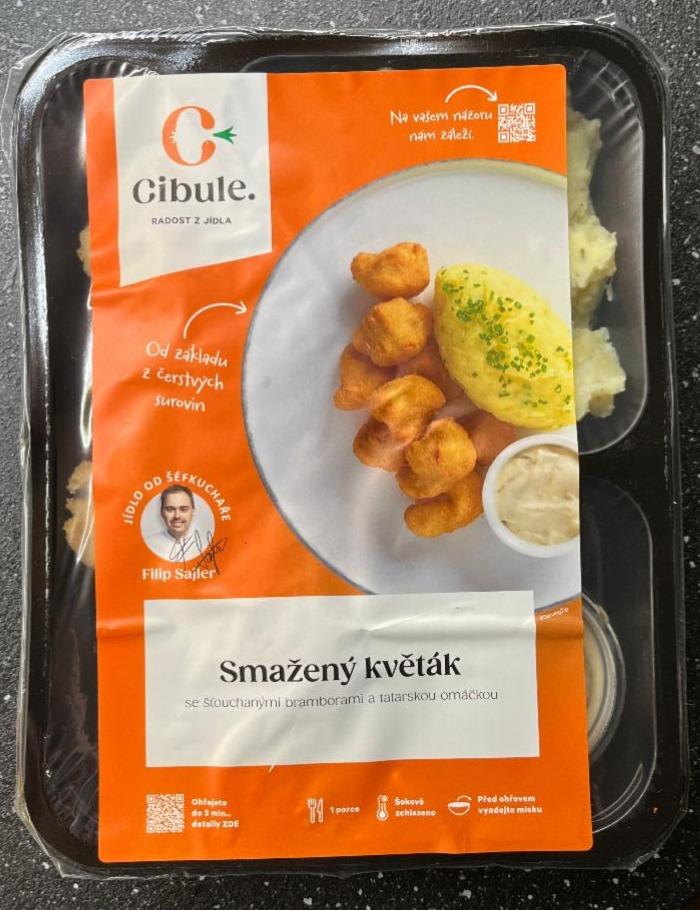 Cibule.
RADOST Z JÍDLA
Na vašem názoru
nám záleží.
Od základu
z čerstvých
surovin
JÍDLO OD ŠÉFKUCHAŘE
Filip Sajler
Smažený květák
se šťouchanými bramborami a tatarskou omáčkou
Ohřejete
do 3 min...
detaily ZDE
1 porce
Šokově
zchlazeno
Před ohřevem
vyndejte misku